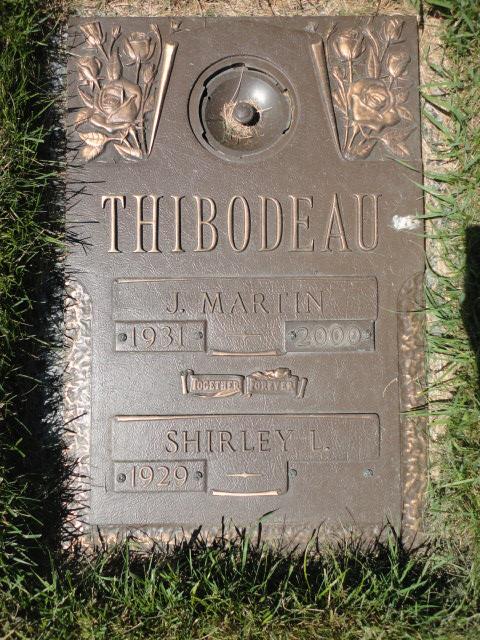 THIBODEAU
J. MARTIN
1931 — 2000
TOGETHER FOREVER
SHIRLEY L.
1929 —